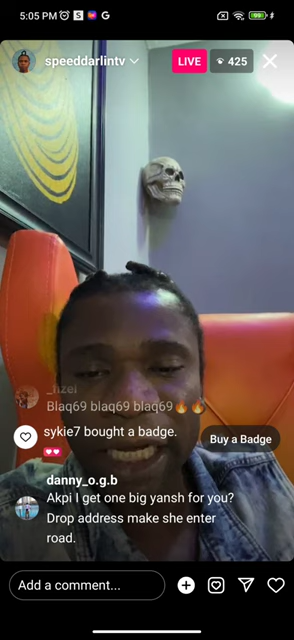 5:05 PM
S
G
speeddarlintv
LIVE
425
_hzel
Blaq69 blaq69 blaq69🔥🔥
sykie7 bought a badge.
Buy a Badge
danny_o.g.b
Akpi I get one big yansh for you?
Drop address make she enter
road.
Add a comment...